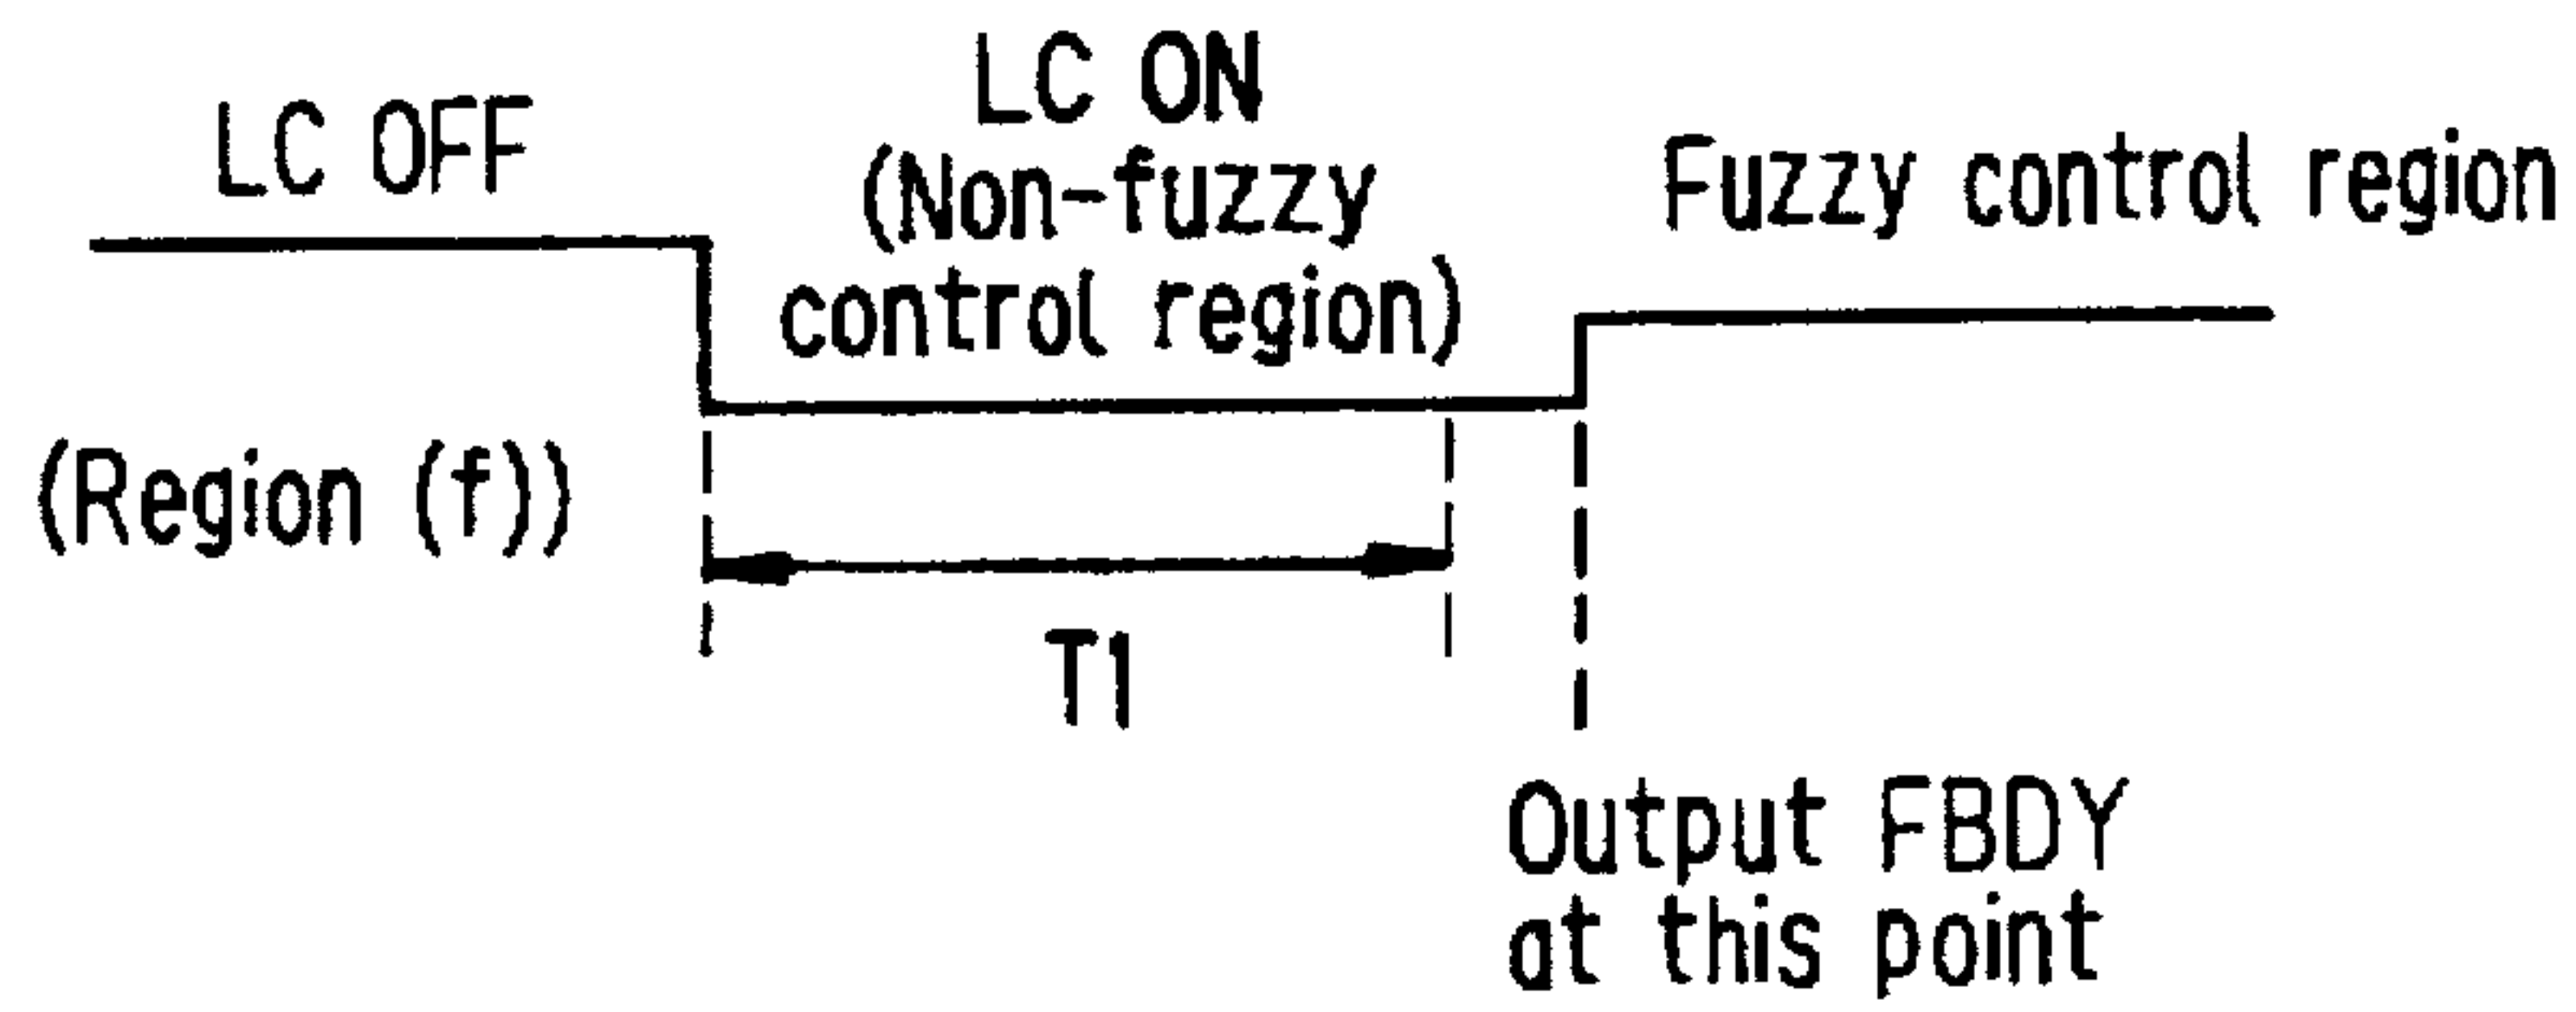 LC OFF
LC ON
(Non-fuzzy
control region)
Fuzzy control region
(Region (f))
T1
Output FBDY
at this point